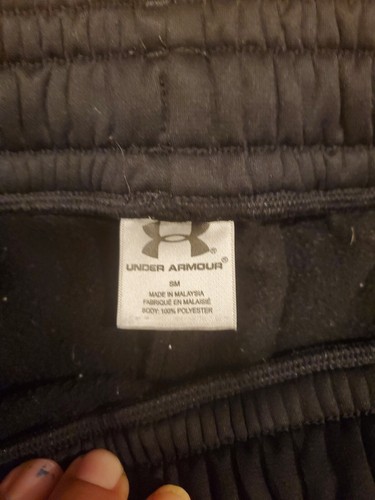 UNDER ARMOUR®
SM
MADE IN MALAYSIA
FABRIQUÉ EN MALAISIE
BODY: 100% POLYESTER